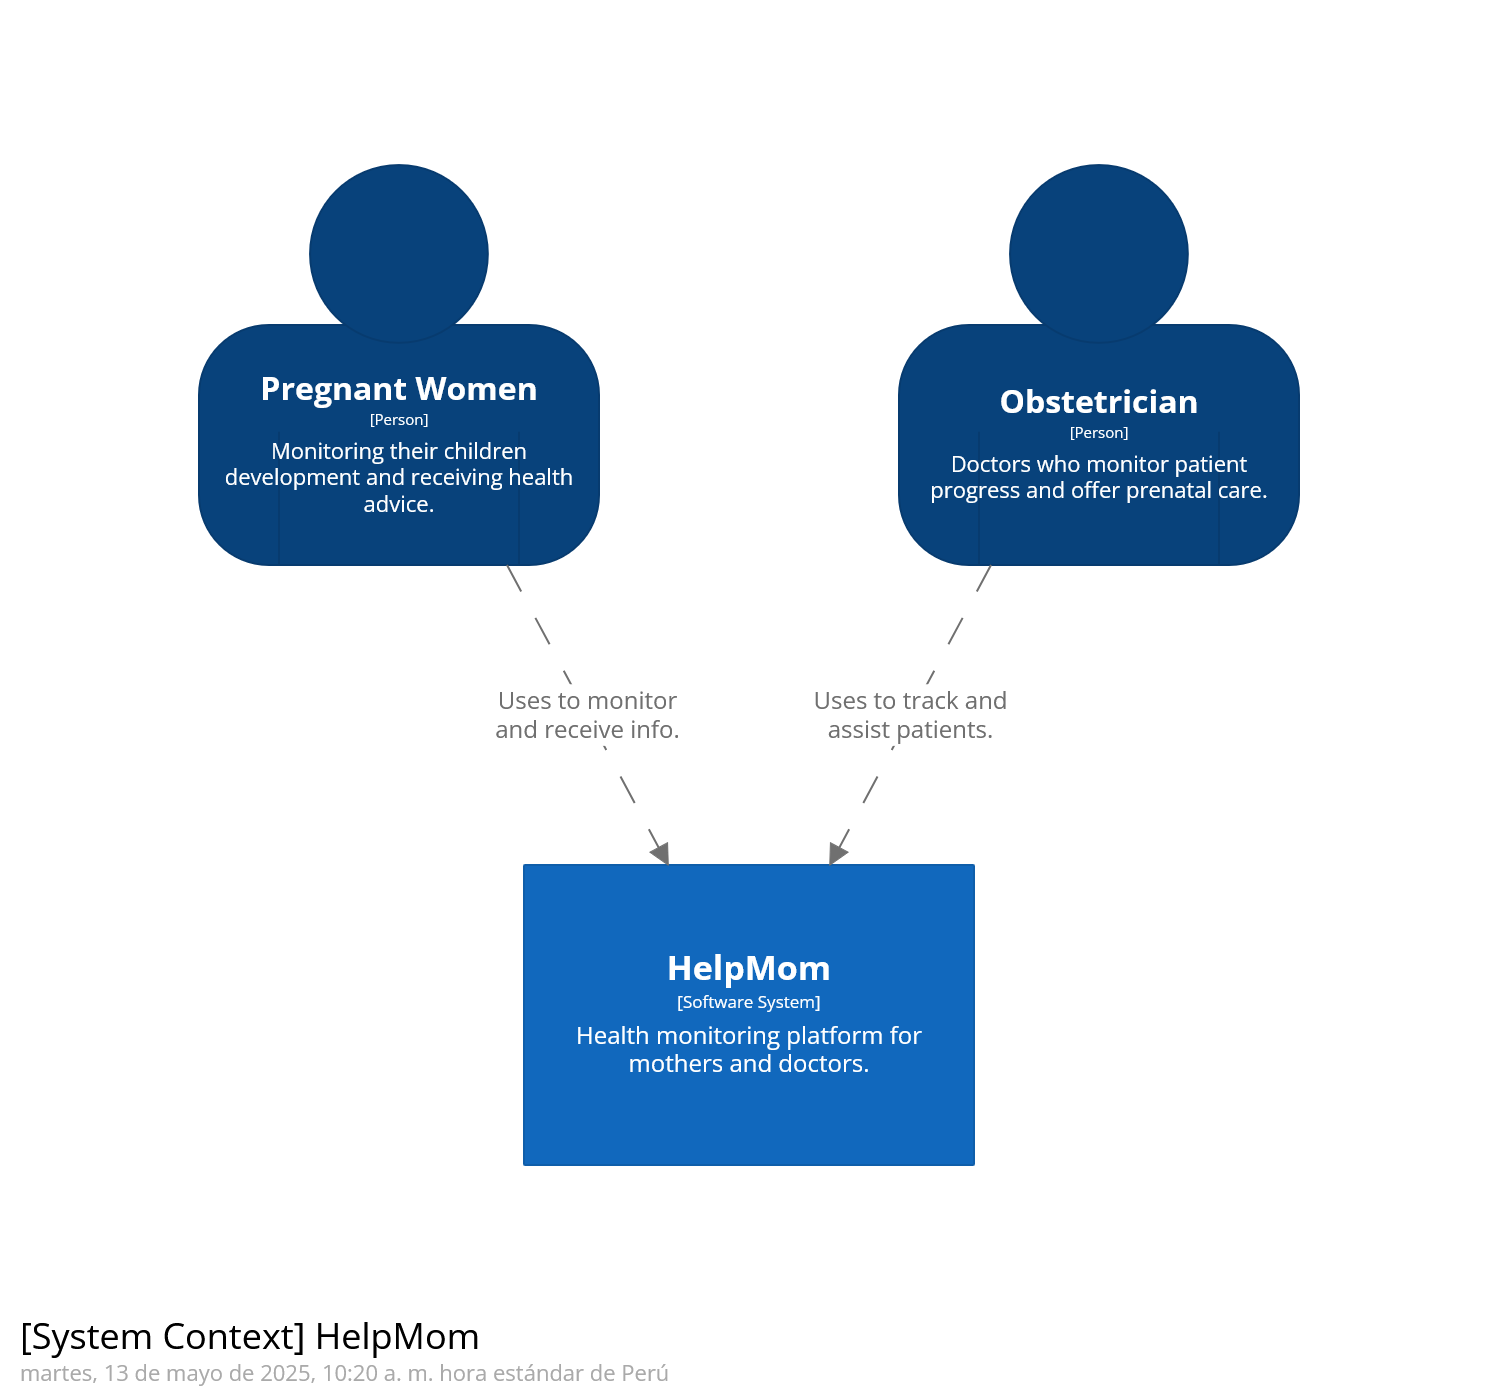 Pregnant Women
[Person]
Monitoring their children
development and receiving health
advice.
Obstetrician
[Person]
Doctors who monitor patient
progress and offer prenatal care.
Uses to monitor
and receive info.
Uses to track and
assist patients.
HelpMom
[Software System]
Health monitoring platform for
mothers and doctors.
[System Context] HelpMom
martes, 13 de mayo de 2025, 10:20 a. m. hora estándar de Perú